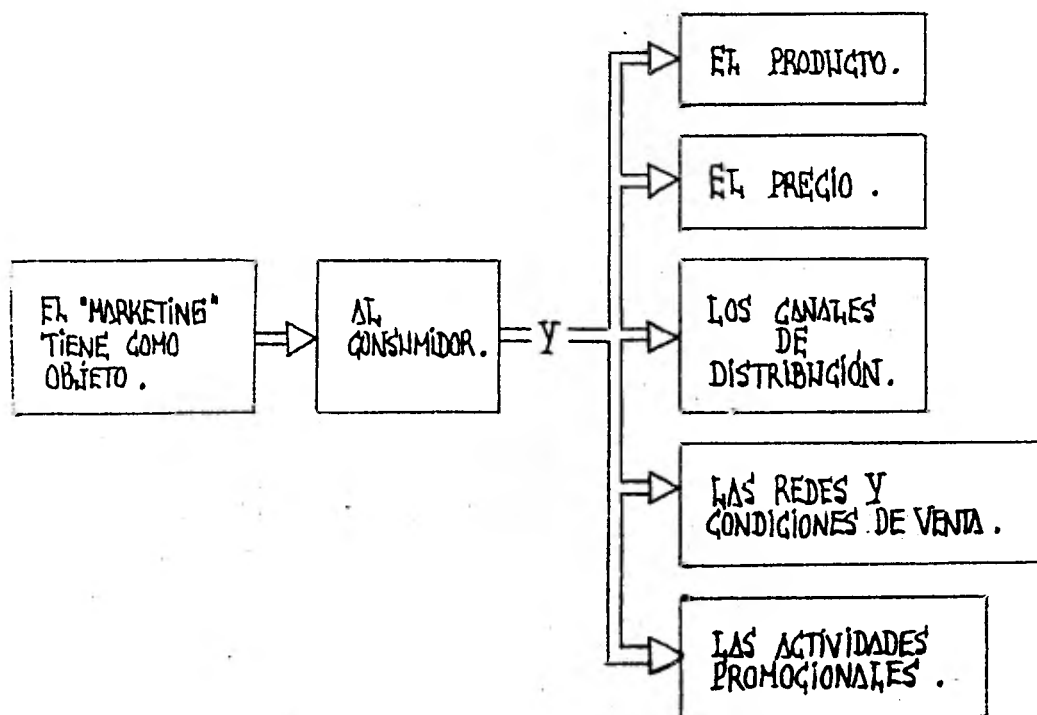 EL "MARKETING"
TIENE COMO
OBJETO.
AL
CONSUMIDOR.
Y
EL PRODUCTO.
EL PRECIO.
LOS CANALES
DE
DISTRIBUCIÓN.
LAS REDES Y
CONDICIONES DE VENTA.
LAS ACTIVIDADES
PROMOCIONALES.